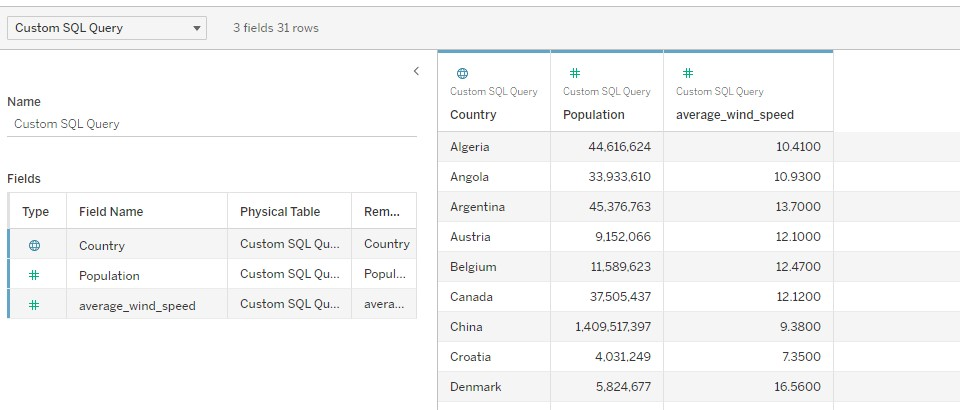 Custom SQL Query
3 fields 31 rows
Name
Custom SQL Query
Fields
Type Field Name Physical Table Rem...
Country Custom SQL Qu... Country
Population Custom SQL Qu... Popul...
average_wind_speed Custom SQL Qu... avera...
Custom SQL Query Custom SQL Query Custom SQL Query
Country Population average_wind_speed
Algeria 44,616,624 10.4100
Angola 33,933,610 10.9300
Argentina 45,376,763 13.7000
Austria 9,152,066 12.1000
Belgium 11,589,623 12.4700
Canada 37,505,437 12.1200
China 1,409,517,397 9.3800
Croatia 4,031,249 7.3500
Denmark 5,824,677 16.5600